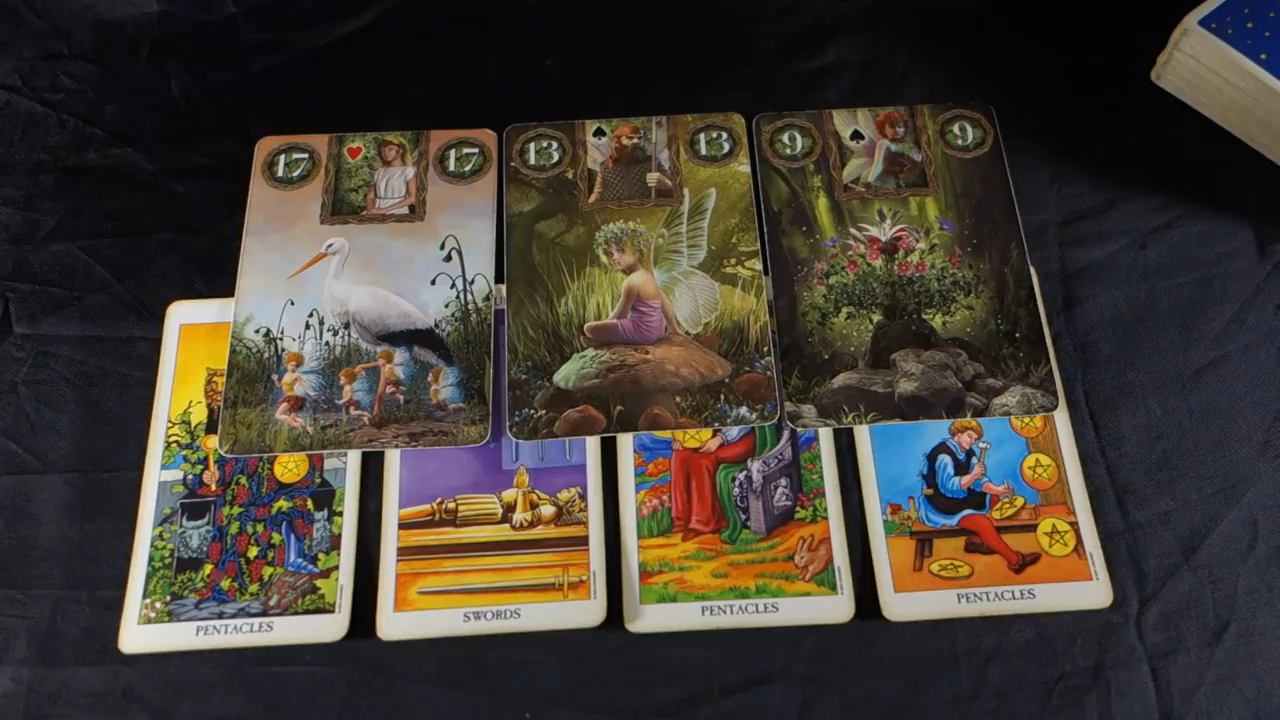 17 17
13 13
9 9
PENTACLES
SWORDS
PENTACLES
PENTACLES